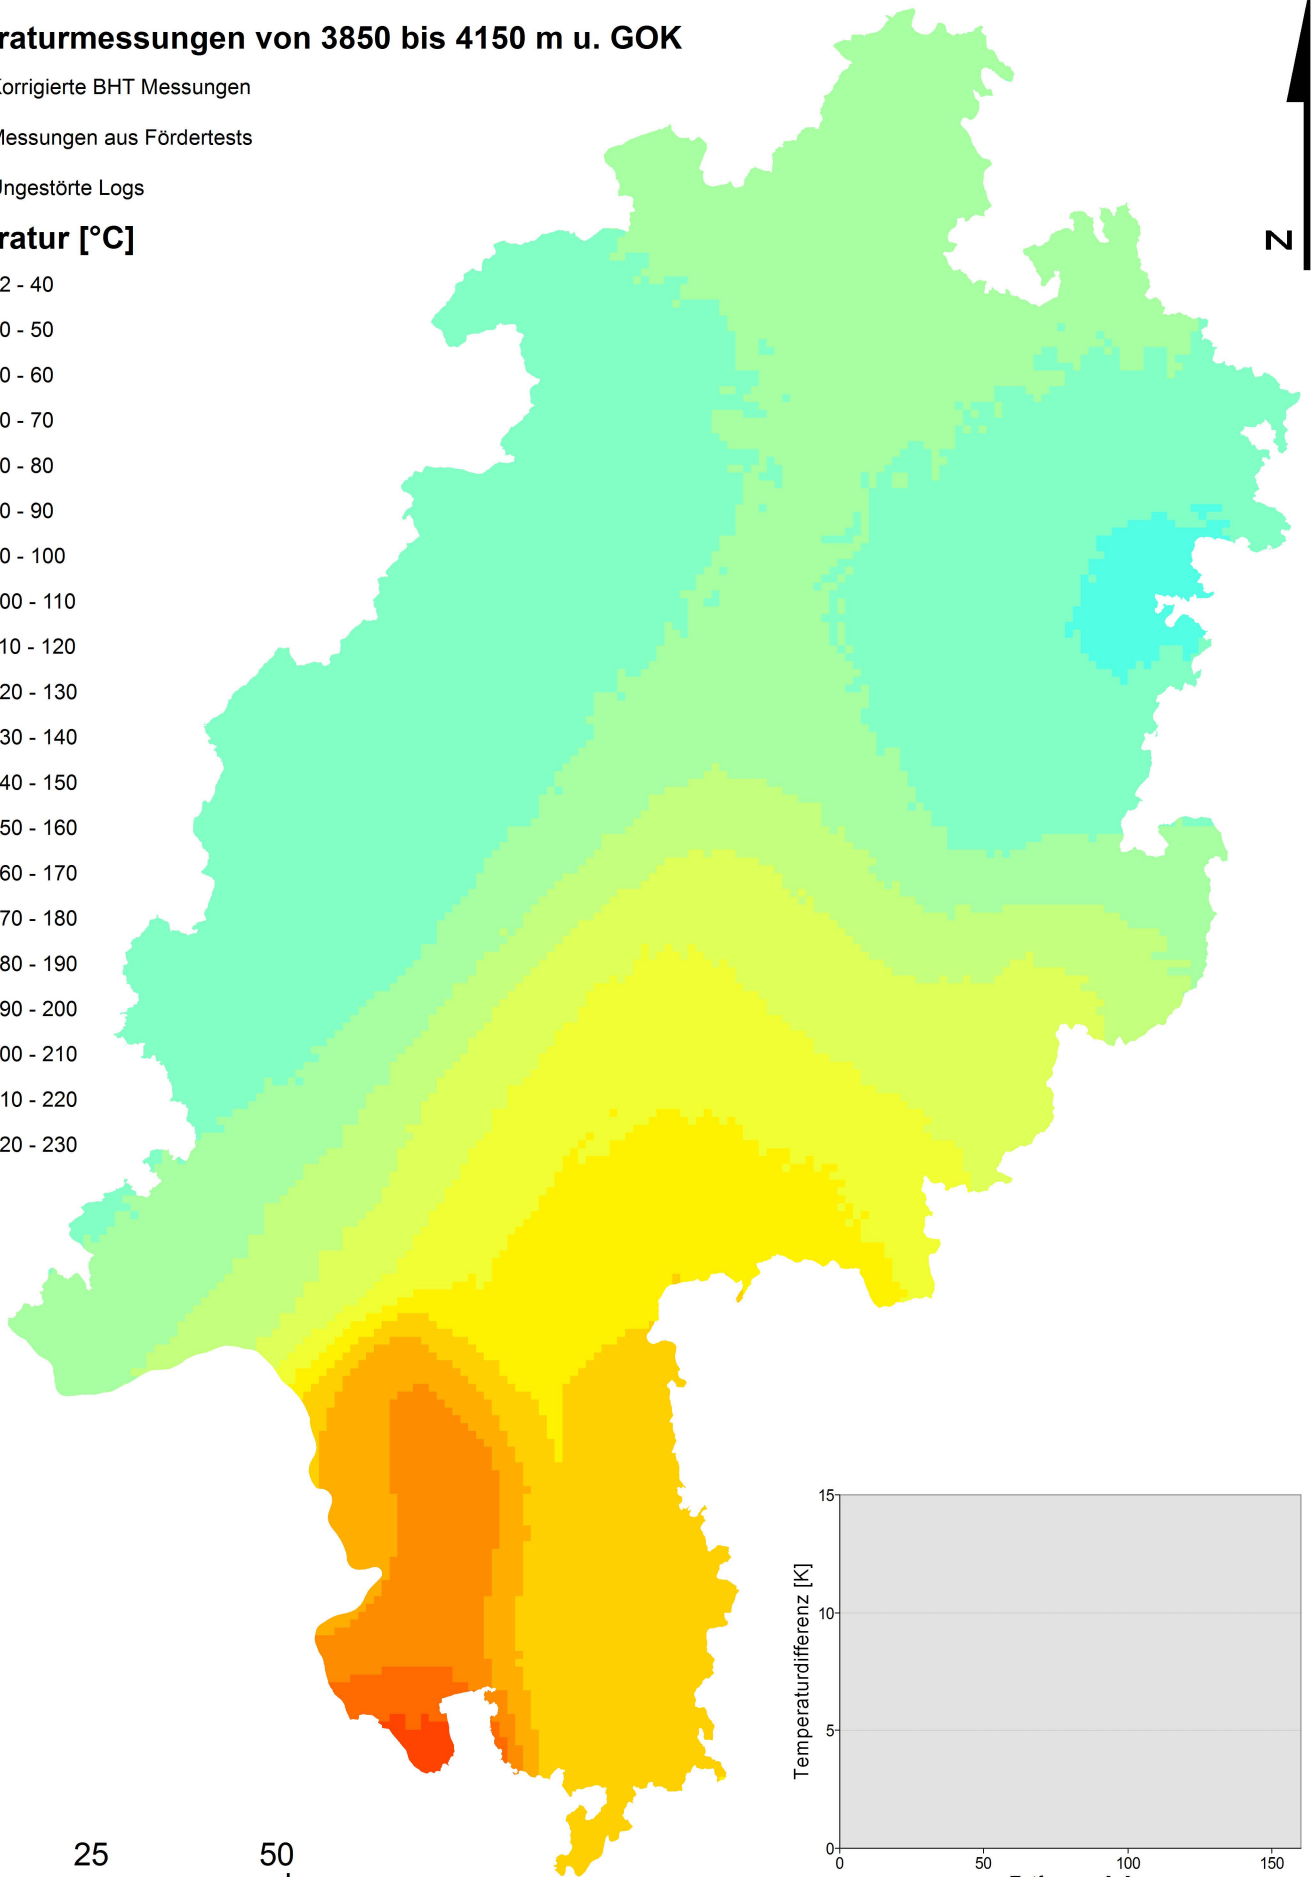 raturmessungen von 3850 bis 4150 m u. GOK
Korrigierte BHT Messungen
Messungen aus Fördertests
Ungestörte Logs
ratur [°C]
2 - 40
0 - 50
0 - 60
0 - 70
0 - 80
0 - 90
0 - 100
00 - 110
10 - 120
20 - 130
30 - 140
40 - 150
50 - 160
60 - 170
70 - 180
80 - 190
90 - 200
00 - 210
10 - 220
20 - 230
N
25 50
Temperaturdifferenz [K]
15
10
5
0
0 50 100 150